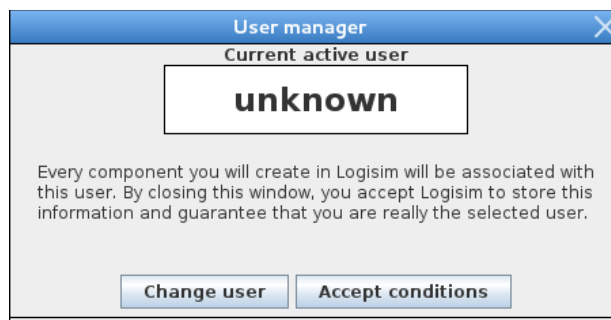 User manager
Current active user
unknown
Every component you will create in Logisim will be associated with
this user. By closing this window, you accept Logisim to store this
information and guarantee that you are really the selected user.
Change user Accept conditions